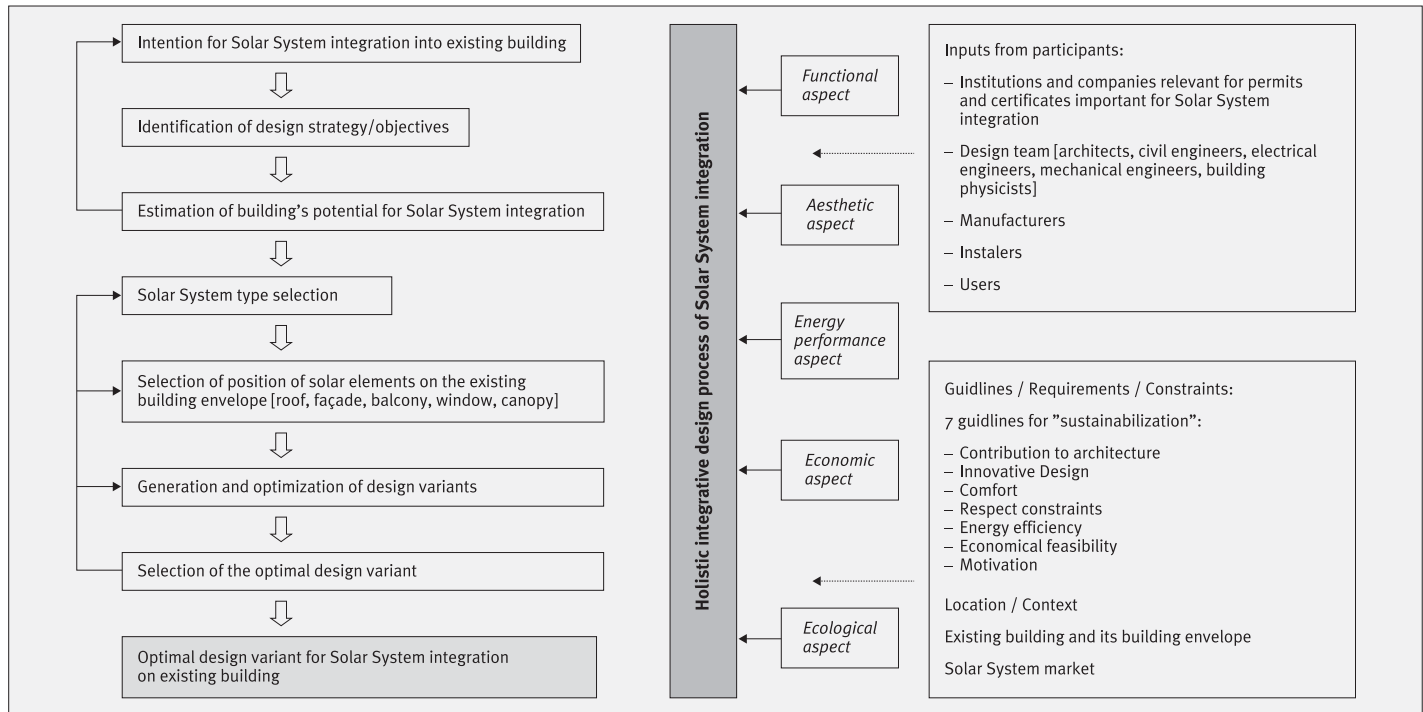 Intention for Solar System integration into existing building
Identification of design strategy/objectives
Estimation of building's potential for Solar System integration
Solar System type selection
Selection of position of solar elements on the existing
building envelope [roof, façade, balcony, window, canopy]
Generation and optimization of design variants
Selection of the optimal design variant
Optimal design variant for Solar System integration
on existing building
Holistic integrative design process of Solar System integration
Functional
aspect
Aesthetic
aspect
Energy
performance
aspect
Economic
aspect
Ecological
aspect
Inputs from participants:
– Institutions and companies relevant for permits
and certificates important for Solar System
integration
– Design team [architects, civil engineers, electrical
engineers, mechanical engineers, building
physicists]
– Manufacturers
– Instalers
– Users
Guidlines / Requirements / Constraints:
7 guidlines for "sustainabilization":
– Contribution to architecture
– Innovative Design
– Comfort
– Respect constraints
– Energy efficiency
– Economical feasibility
– Motivation
Location / Context
Existing building and its building envelope
Solar System market